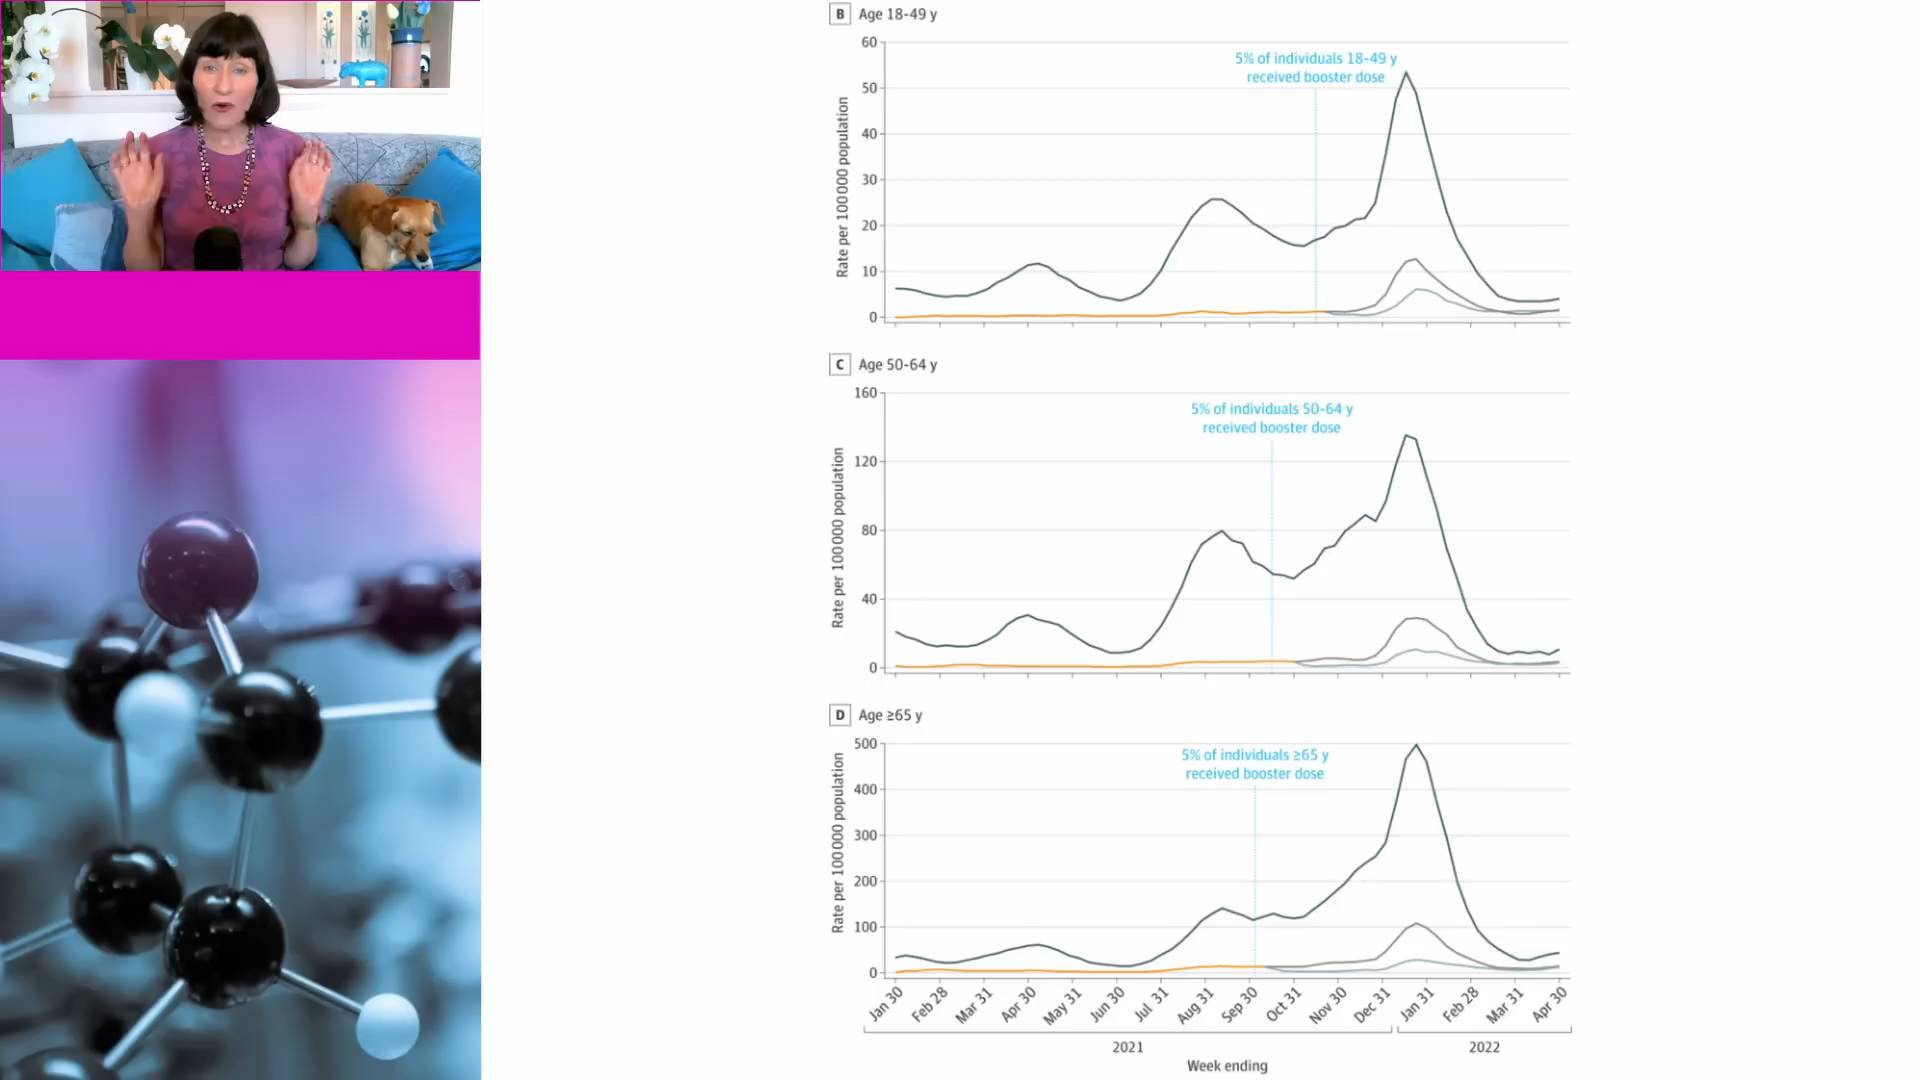 B Age 18-49 y
60
5% of individuals 18-49 y
received booster dose
50
40
30
20
10
0
Rate per 100 000 population
C Age 50-64 y
160
5% of individuals 50-64 y
received booster dose
120
80
40
0
Rate per 100 000 population
D Age ≥65 y
500
5% of individuals ≥65 y
received booster dose
400
300
200
100
0
Rate per 100 000 population
Jan 30 Feb 28 Mar 31 Apr 30 May 31 Jun 30 Jul 31 Aug 31 Sep 30 Oct 31 Nov 30 Dec 31 Jan 31 Feb 28 Mar 31 Apr 30
2021 2022
Week ending